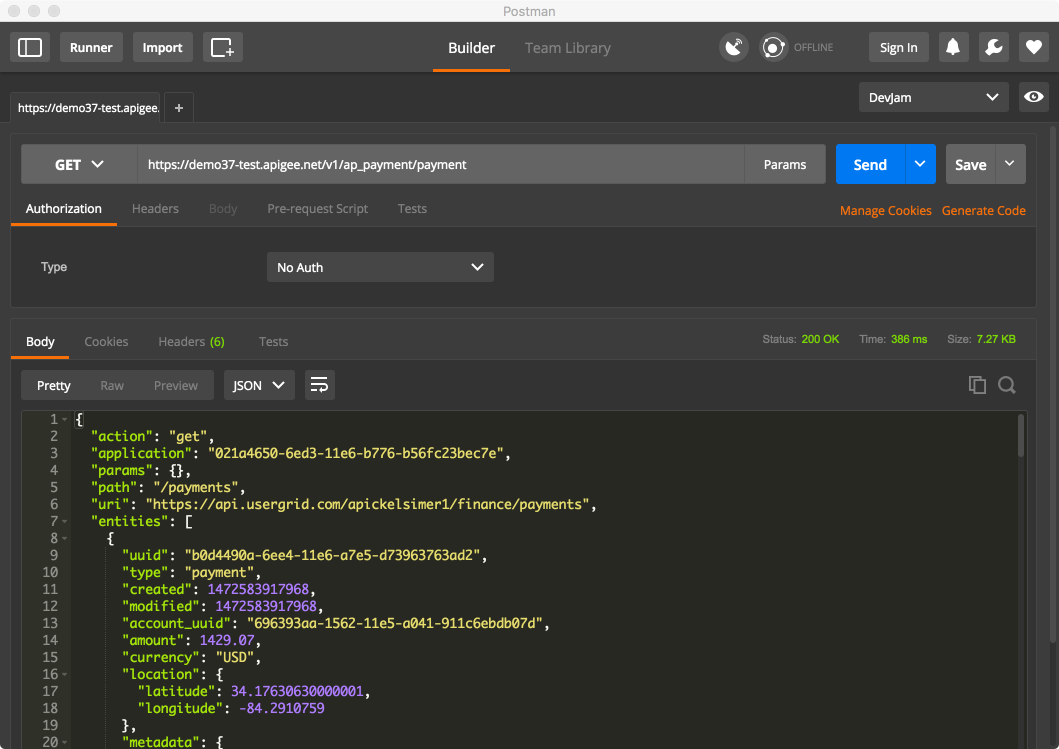 Postman
Runner Import Builder Team Library OFFLINE Sign In
https://demo37-test.apigee. + DevJam
GET https://demo37-test.apigee.net/v1/ap_payment/payment Params Send Save
Authorization Headers Body Pre-request Script Tests Manage Cookies Generate Code
Type No Auth
Body Cookies Headers (6) Tests Status: 200 OK Time: 386 ms Size: 7.27 KB
Pretty Raw Preview JSON
1 {
2 "action": "get",
3 "application": "021a4650-6ed3-11e6-b776-b56fc23bec7e",
4 "params": {},
5 "path": "/payments",
6 "uri": "https://api.usergrid.com/apickelsimer1/finance/payments",
7 "entities": [
8 {
9 "uuid": "b0d4490a-6ee4-11e6-a7e5-d73963763ad2",
10 "type": "payment",
11 "created": 1472583917968,
12 "modified": 1472583917968,
13 "account_uuid": "696393aa-1562-11e5-a041-911c6ebdb07d",
14 "amount": 1429.07,
15 "currency": "USD",
16 "location": {
17 "latitude": 34.17630630000001,
18 "longitude": -84.2910759
19 },
20 "metadata": {